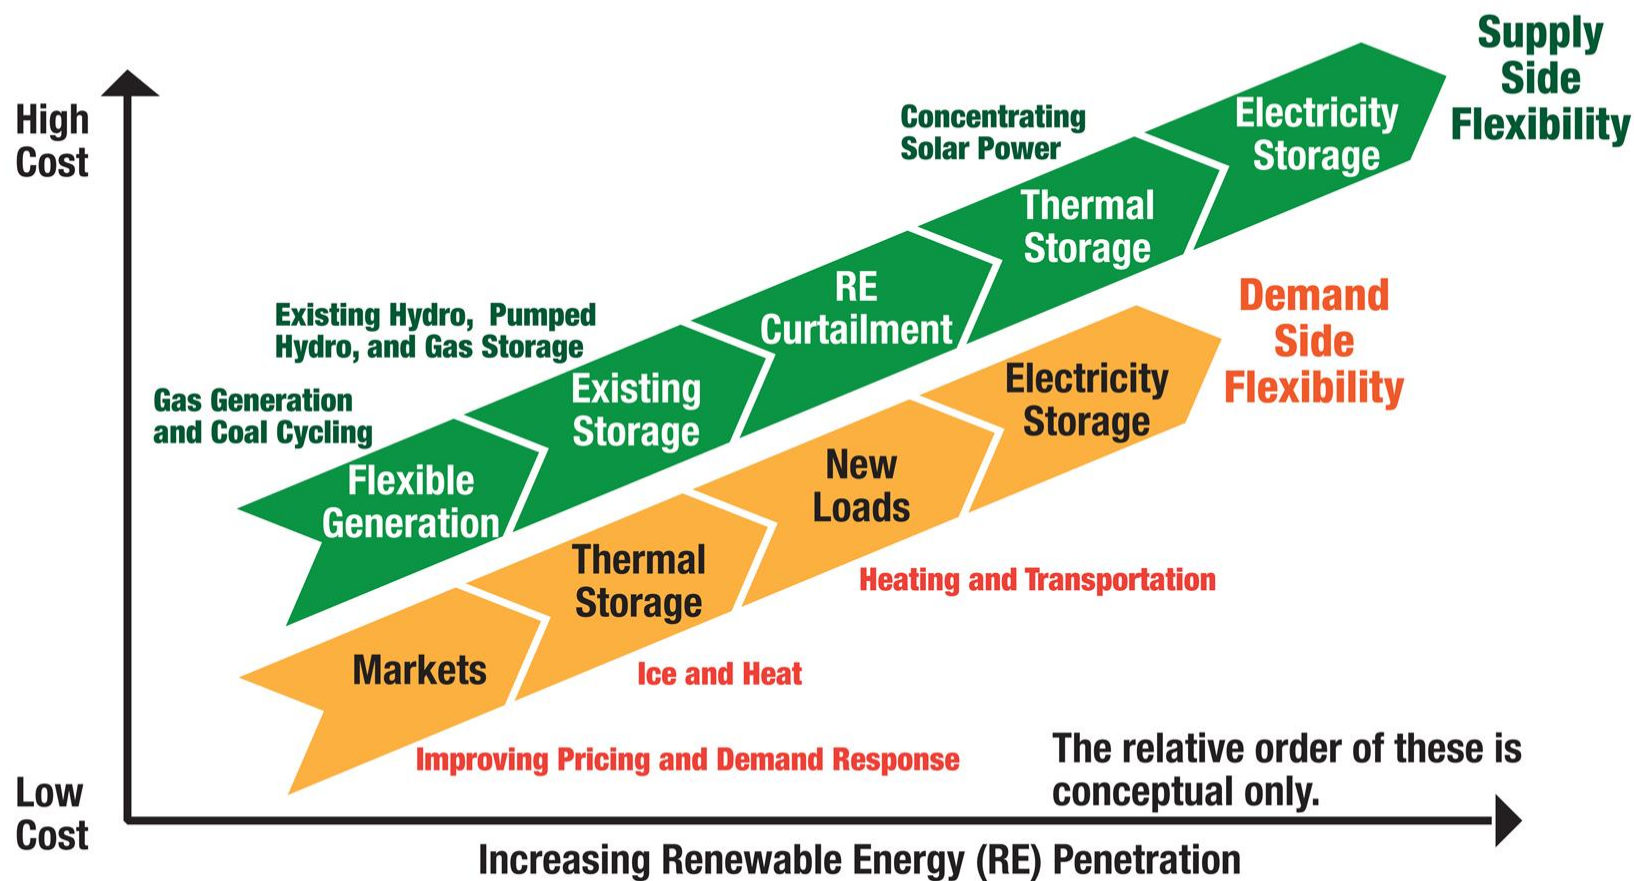 Supply
Side
Flexibility
High
Cost
Concentrating
Solar Power
Electricity
Storage
Thermal
Storage
RE
Curtailment
Existing Hydro, Pumped
Hydro, and Gas Storage
Existing
Storage
Gas Generation
and Coal Cycling
Flexible
Generation
Demand
Side
Flexibility
Electricity
Storage
New
Loads
Thermal
Storage
Markets
Heating and Transportation
Ice and Heat
Improving Pricing and Demand Response
The relative order of these is
conceptual only.
Low
Cost
Increasing Renewable Energy (RE) Penetration